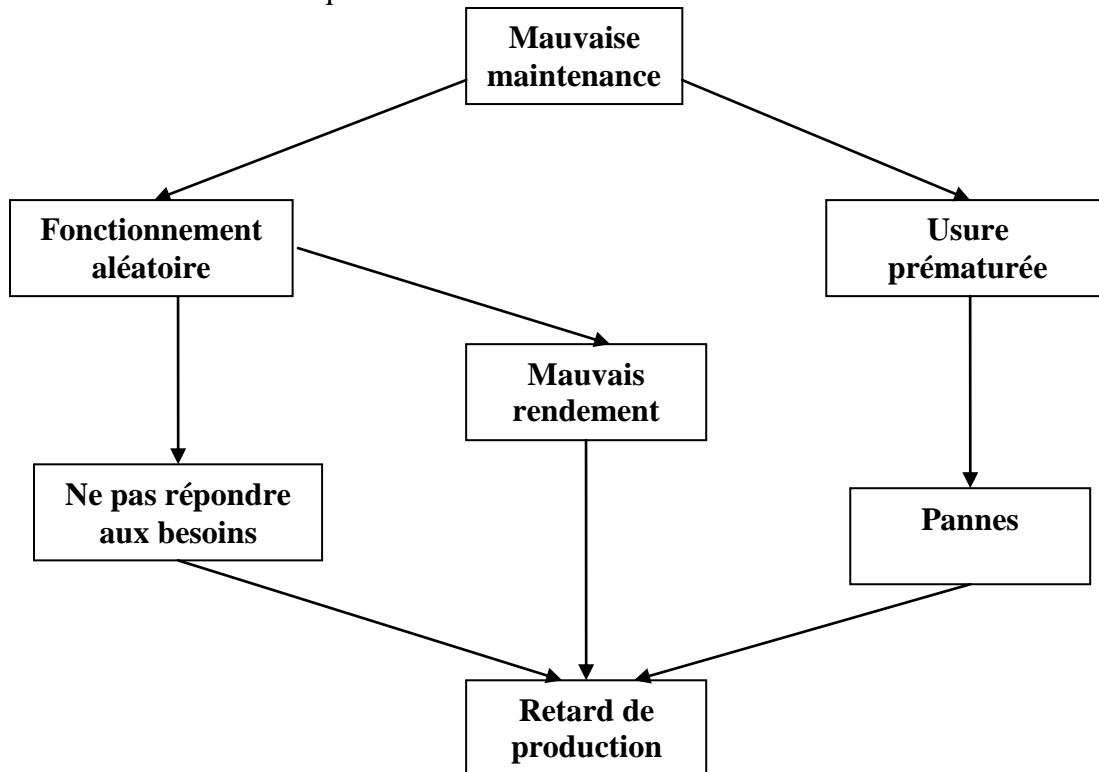 Mauvaise
maintenance
Fonctionnement
aléatoire
Usure
prématurée
Mauvais
rendement
Ne pas répondre
aux besoins
Pannes
Retard de
production